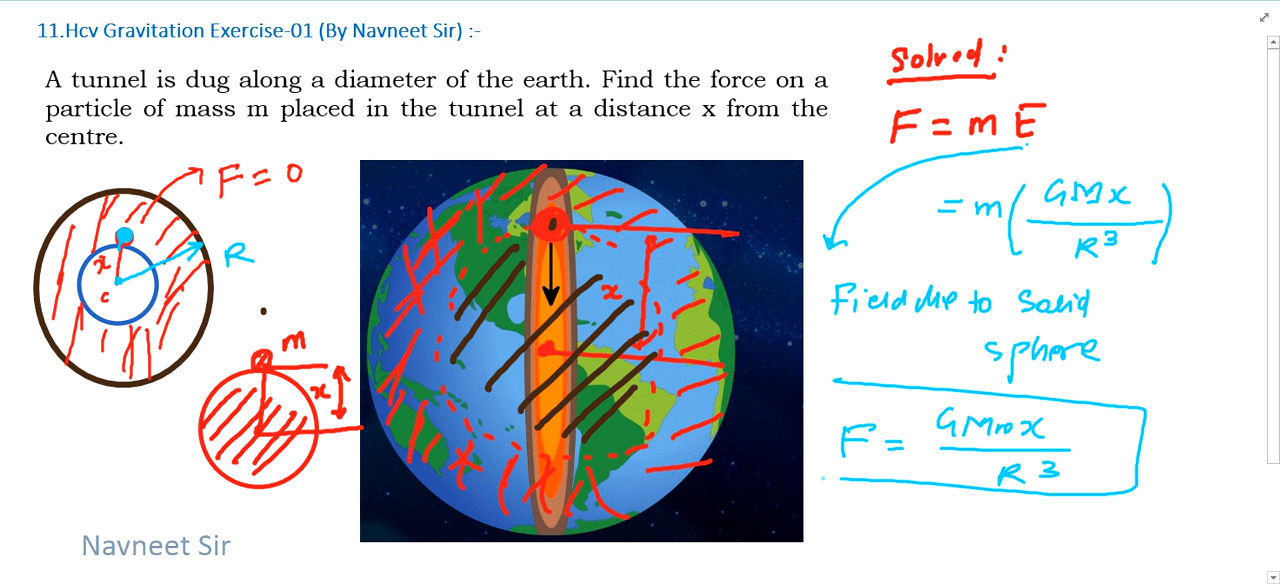 11.Hcv Gravitation Exercise-01 (By Navneet Sir) :-
A tunnel is dug along a diameter of the earth. Find the force on a
particle of mass m placed in the tunnel at a distance x from the
centre.
F = 0
R
x
c
m
x
x
Solved :
F = m E
= m ( GMx / R³ )
Field due to Solid
sphere
F = GMmx / R³
Navneet Sir